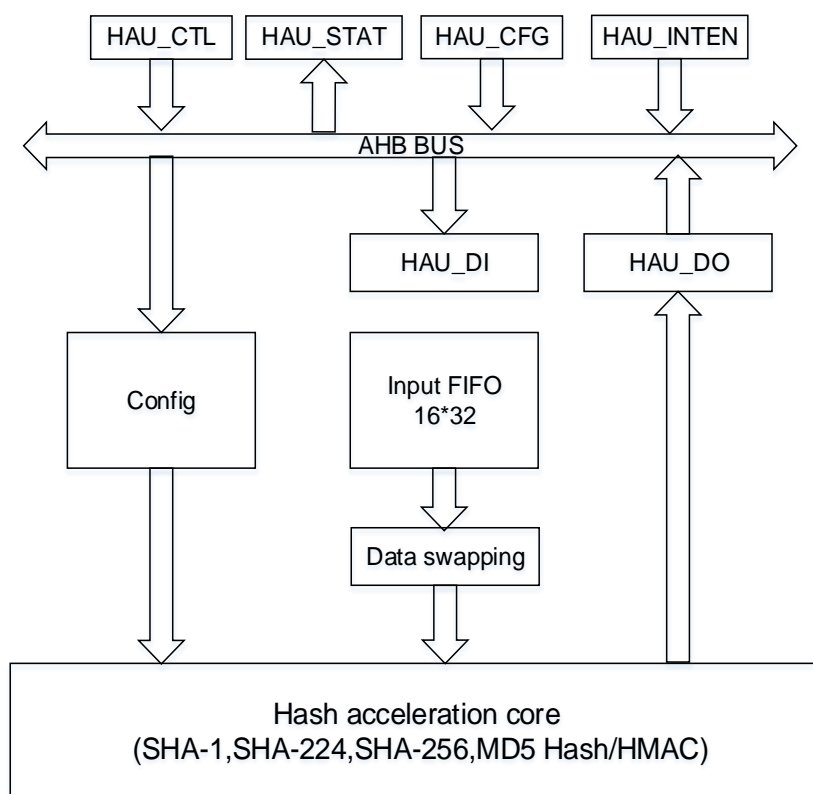 HAU_CTL
HAU_STAT
HAU_CFG
HAU_INTEN
AHB BUS
HAU_DI
HAU_DO
Config
Input FIFO
16*32
Data swapping
Hash acceleration core
(SHA-1,SHA-224,SHA-256,MD5 Hash/HMAC)